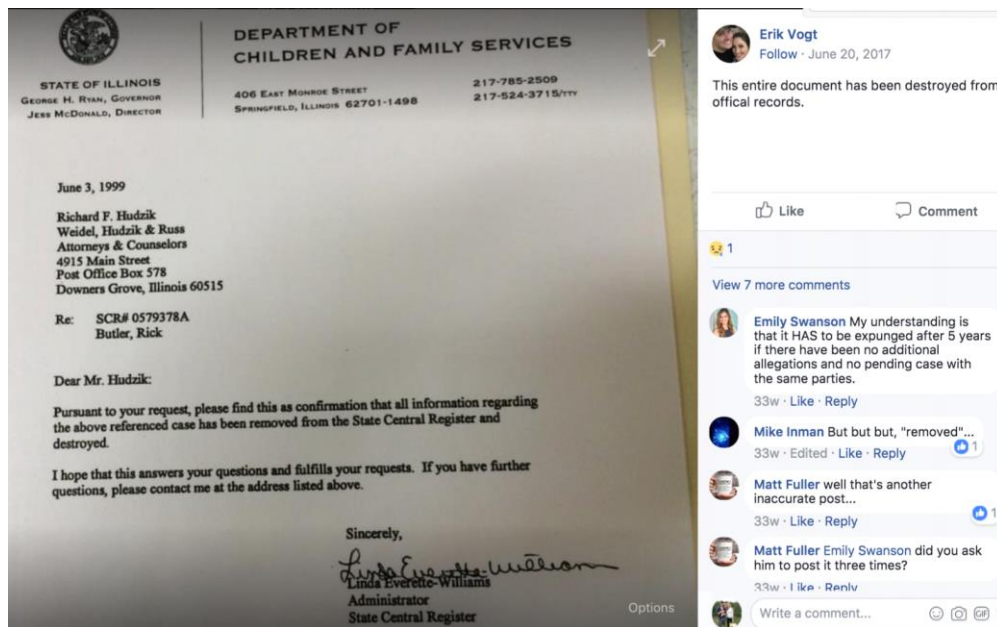 DEPARTMENT OF
CHILDREN AND FAMILY SERVICES
STATE OF ILLINOIS
GEORGE H. RYAN, GOVERNOR
JESS MCDONALD, DIRECTOR
406 EAST MONROE STREET
SPRINGFIELD, ILLINOIS 62701-1498
217-785-2509
217-524-3715/TTY
June 3, 1999
Richard F. Hudzik
Weidel, Hudzik & Russ
Attorneys & Counselors
4915 Main Street
Post Office Box 578
Downers Grove, Illinois 60515
Re: SCR# 0579378A
Butler, Rick
Dear Mr. Hudzik:
Pursuant to your request, please find this as confirmation that all information regarding
the above referenced case has been removed from the State Central Register and
destroyed.
I hope that this answers your questions and fulfills your requests. If you have further
questions, please contact me at the address listed above.
Sincerely,
Linda Everette-Williams
Linda Everette-Williams
Administrator
State Central Register
Options
Erik Vogt
Follow · June 20, 2017
This entire document has been destroyed from
offical records.
Like Comment
1
View 7 more comments
Emily Swanson My understanding is
that it HAS to be expunged after 5 years
if there have been no additional
allegations and no pending case with
the same parties.
33w · Like · Reply
Mike Inman But but but, "removed"...
1
33w · Edited · Like · Reply
Matt Fuller well that's another
inaccurate post...
1
33w · Like · Reply
Matt Fuller Emily Swanson did you ask
him to post it three times?
33w · Like · Reply
Write a comment...
GIF